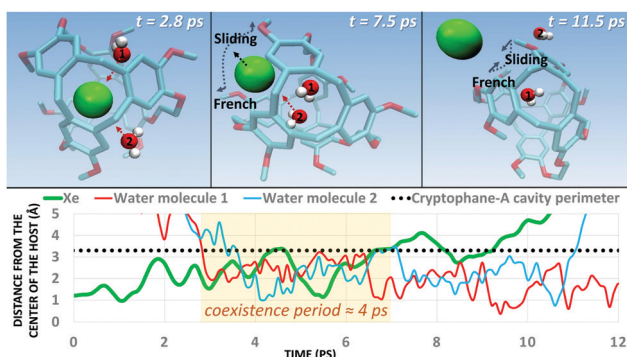 t = 2.8 ps
t = 7.5 ps
t = 11.5 ps
1
2
Sliding
French
1
2
2
Sliding
French
1
Xe
Water molecule 1
Water molecule 2
Cryptophane-A cavity perimeter
DISTANCE FROM THE
CENTER OF THE HOST (Å)
5
4
3
2
1
0
coexistence period ≈ 4 ps
0
2
4
6
8
10
12
TIME (PS)